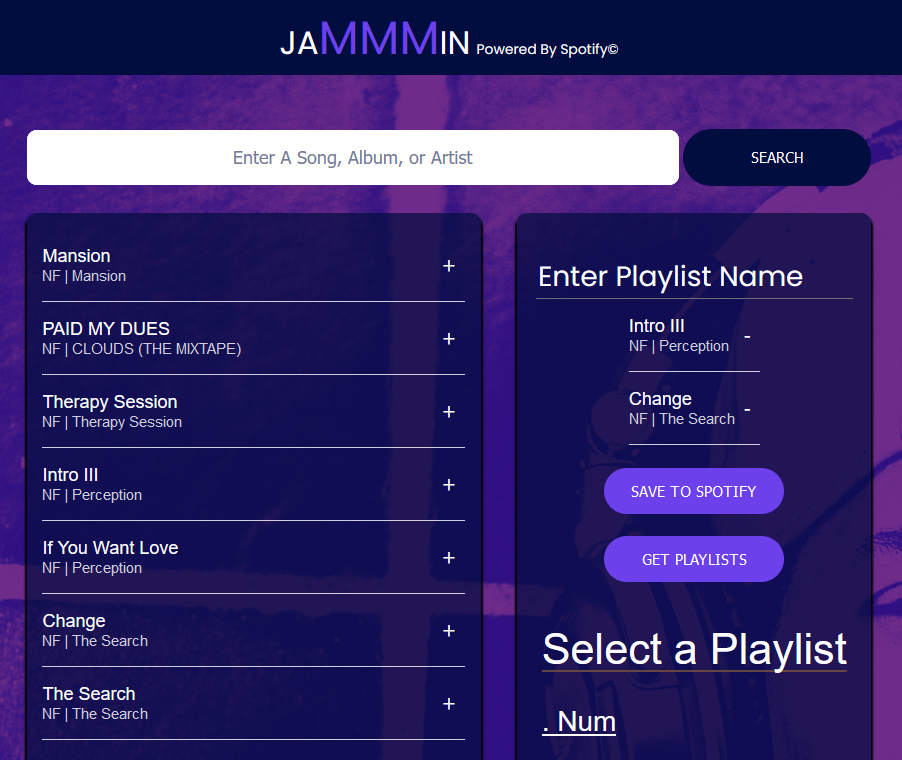 JAMMMIN Powered By Spotify©
Enter A Song, Album, or Artist
SEARCH
Mansion
NF | Mansion
+
PAID MY DUES
NF | CLOUDS (THE MIXTAPE)
+
Therapy Session
NF | Therapy Session
+
Intro III
NF | Perception
+
If You Want Love
NF | Perception
+
Change
NF | The Search
+
The Search
NF | The Search
+
Enter Playlist Name
Intro III
NF | Perception
-
Change
NF | The Search
-
SAVE TO SPOTIFY
GET PLAYLISTS
Select a Playlist
. Num